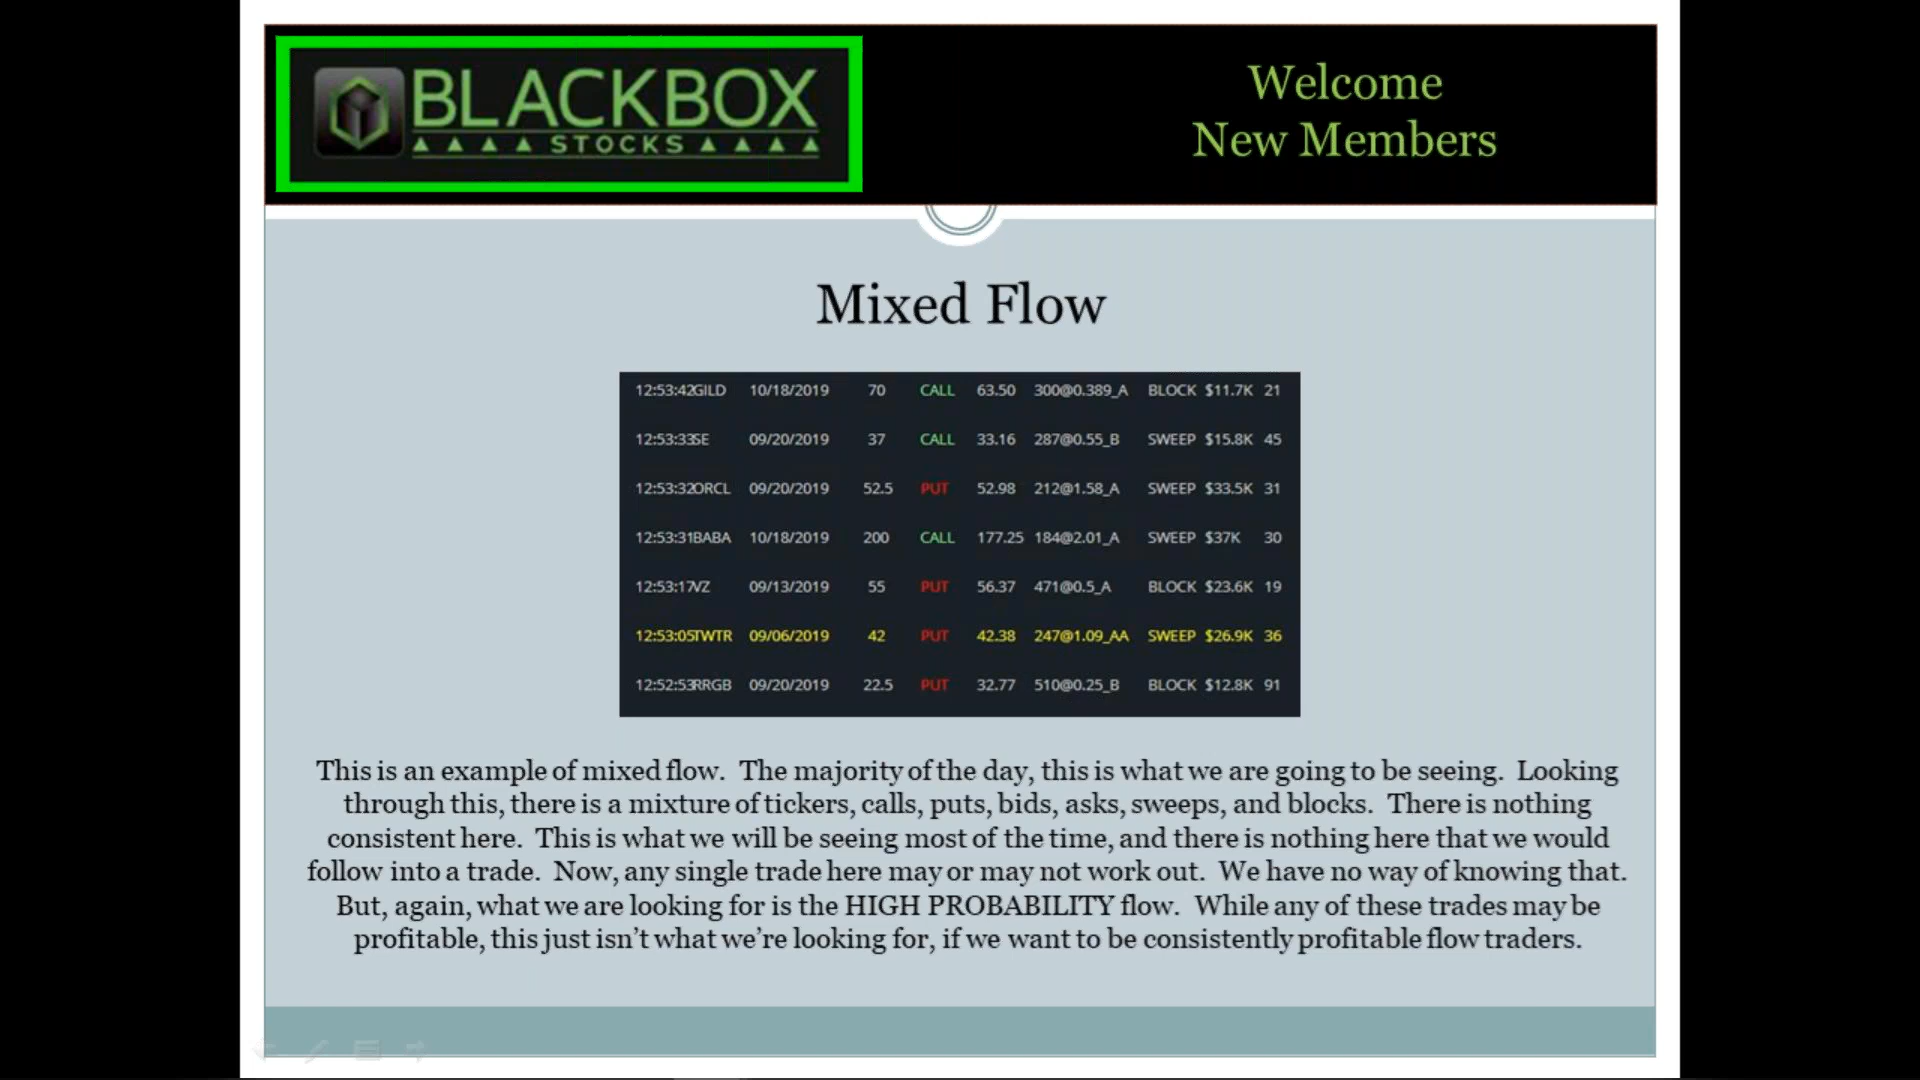 BLACKBOX
STOCKS
Welcome
New Members
Mixed Flow
12:53:42GILD 10/18/2019 70 CALL 63.50 300@0.389_A BLOCK $11.7K 21
12:53:33SE 09/20/2019 37 CALL 33.16 287@0.55_B SWEEP $15.8K 45
12:53:32ORCL 09/20/2019 52.5 PUT 52.98 212@1.58_A SWEEP $33.5K 31
12:53:31BABA 10/18/2019 200 CALL 177.25 184@2.01_A SWEEP $37K 30
12:53:17VZ 09/13/2019 55 PUT 56.37 471@0.5_A BLOCK $23.6K 19
12:53:05TWTR 09/06/2019 42 PUT 42.38 247@1.09_AA SWEEP $26.9K 36
12:52:53RRGB 09/20/2019 22.5 PUT 32.77 510@0.25_B BLOCK $12.8K 91
This is an example of mixed flow. The majority of the day, this is what we are going to be seeing. Looking
through this, there is a mixture of tickers, calls, puts, bids, asks, sweeps, and blocks. There is nothing
consistent here. This is what we will be seeing most of the time, and there is nothing here that we would
follow into a trade. Now, any single trade here may or may not work out. We have no way of knowing that.
But, again, what we are looking for is the HIGH PROBABILITY flow. While any of these trades may be
profitable, this just isn't what we're looking for, if we want to be consistently profitable flow traders.